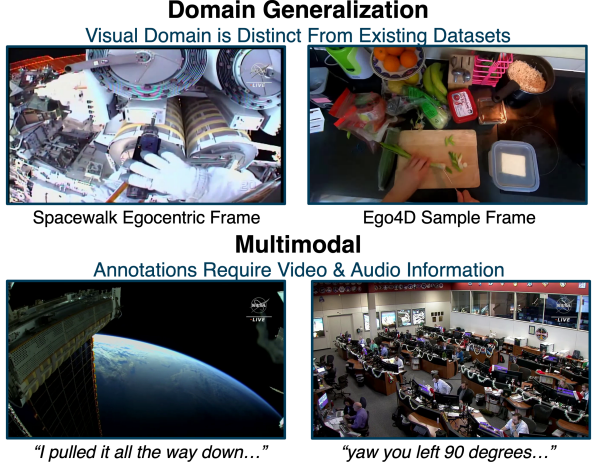 Domain Generalization
Visual Domain is Distinct From Existing Datasets
NASA
LIVE
Spacewalk Egocentric Frame
Ego4D Sample Frame
Multimodal
Annotations Require Video & Audio Information
NASA
LIVE
NASA
LIVE
“I pulled it all the way down…”
“yaw you left 90 degrees…”